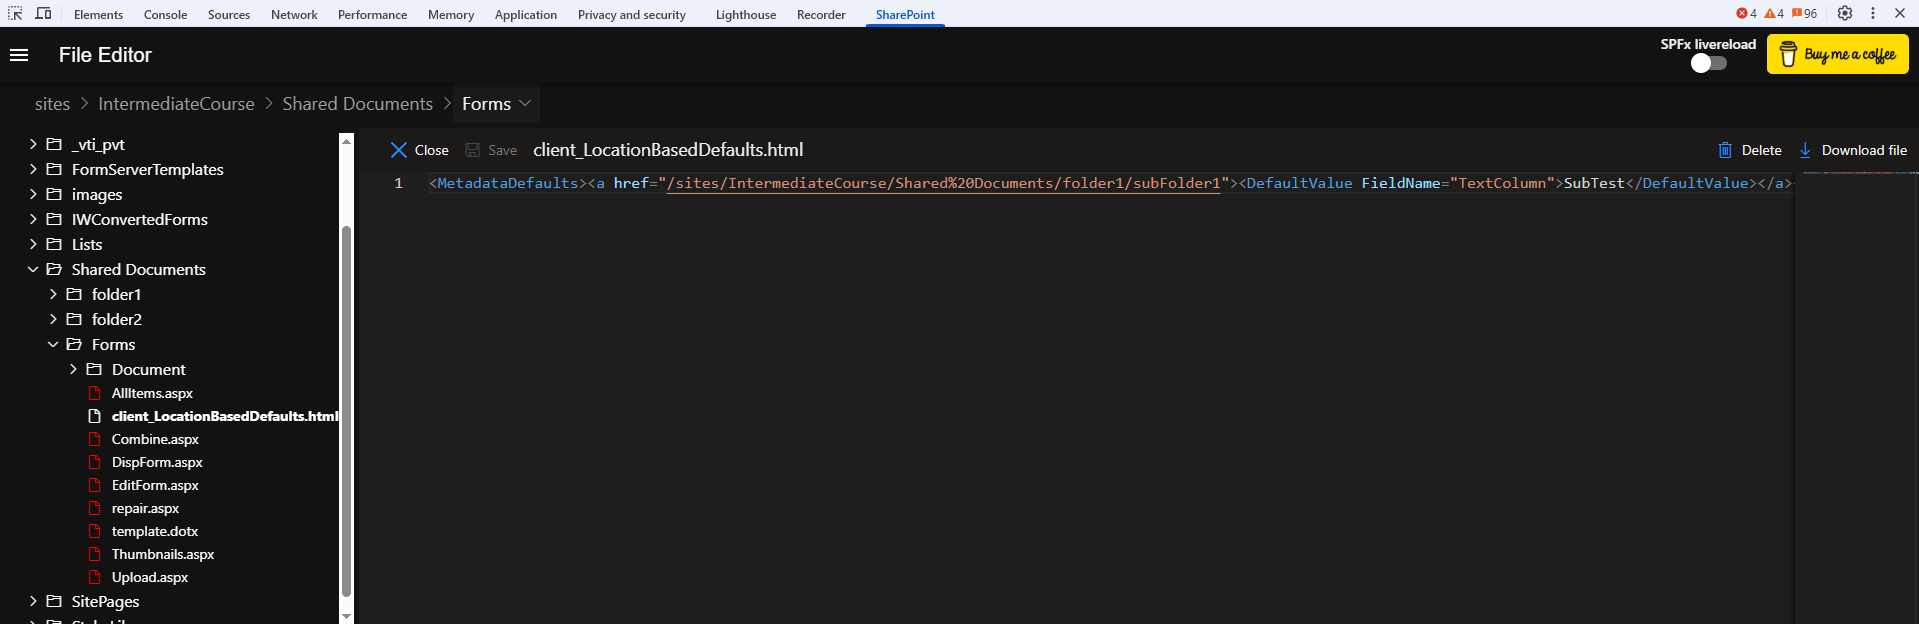 Elements Console Sources Network Performance Memory Application Privacy and security Lighthouse Recorder SharePoint 4 4 96
File Editor
SPFx livereload
Buy me a coffee
sites > IntermediateCourse > Shared Documents > Forms
_vti_pvt
FormServerTemplates
images
IWConvertedForms
Lists
Shared Documents
folder1
folder2
Forms
Document
AllItems.aspx
client_LocationBasedDefaults.html
Combine.aspx
DispForm.aspx
EditForm.aspx
repair.aspx
template.dotx
Thumbnails.aspx
Upload.aspx
SitePages
Close Save client_LocationBasedDefaults.html Delete Download file
1 <MetadataDefaults><a href="/sites/IntermediateCourse/Shared%20Documents/folder1/subFolder1"><DefaultValue FieldName="TextColumn">SubTest</DefaultValue></a>